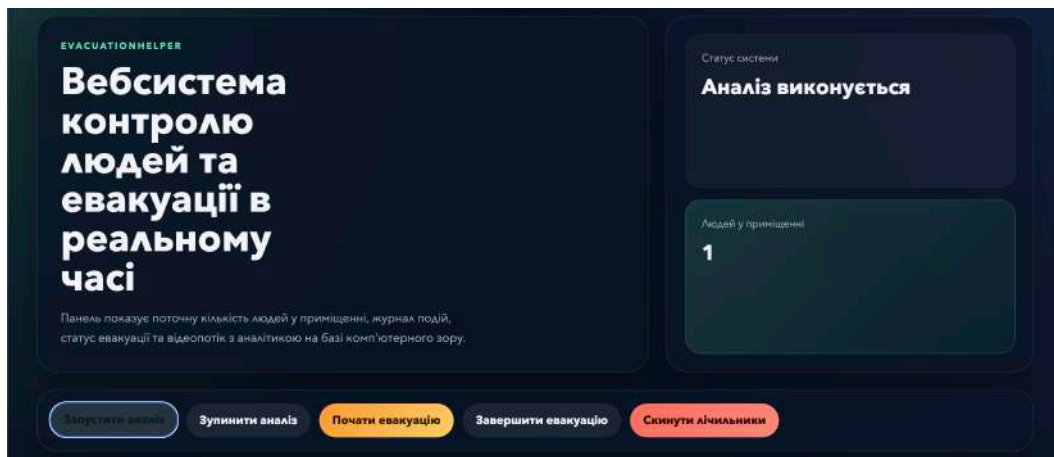 EVACUATIONHELPER
Вебсистема
контролю
людей та
евакуації в
реальному
часі
Панель показує поточну кількість людей у приміщенні, журнал подій,
статус евакуації та відеопотік з аналітикою на базі комп'ютерного зору.
Статус системи
Аналіз виконується
Людей у приміщенні
1
Запустити аналіз
Зупинити аналіз
Почати евакуацію
Завершити евакуацію
Скинути лічильники